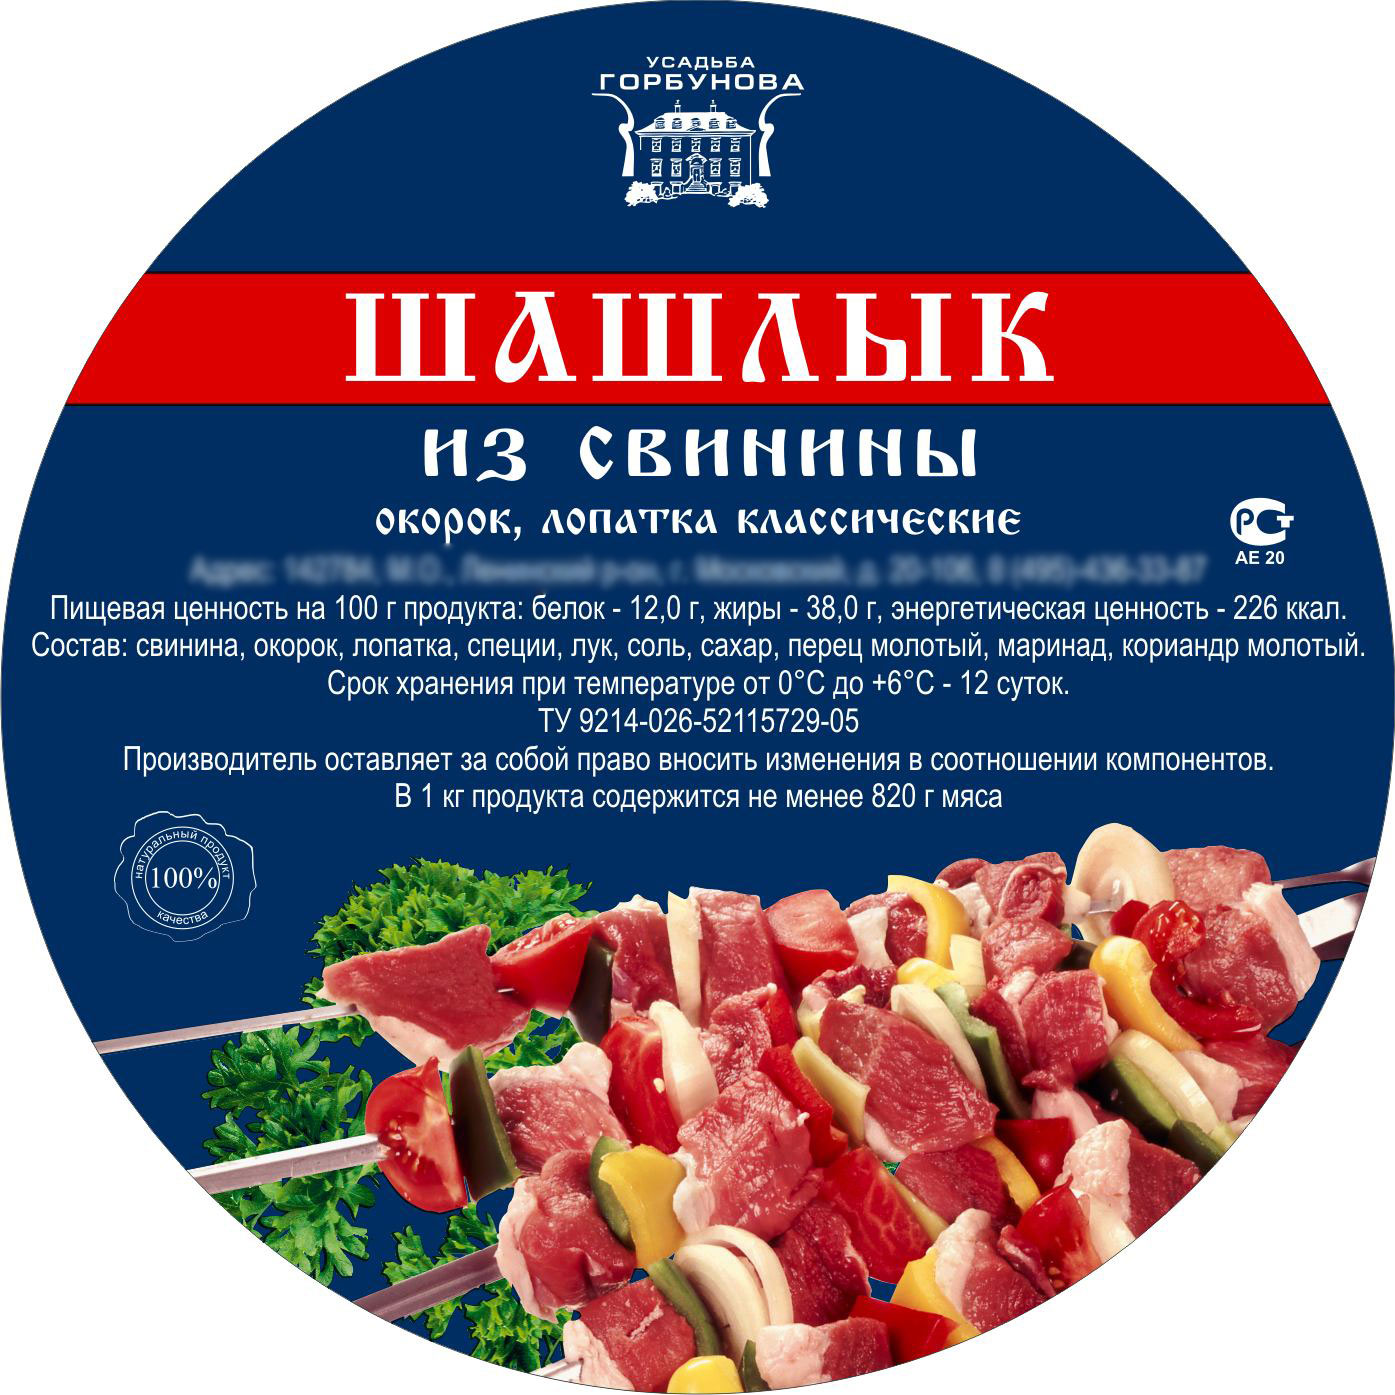 УСАДЬБА
ГОРБУНОВА
ШАШЛЫК
ИЗ СВИНИНЫ
ОКОРОК, ЛОПАТКА КЛАССИЧЕСКИЕ
РСТ
АЕ 20
Пищевая ценность на 100 г продукта: белок - 12,0 г, жиры - 38,0 г, энергетическая ценность - 226 ккал.
Состав: свинина, окорок, лопатка, специи, лук, соль, сахар, перец молотый, маринад, кориандр молотый.
Срок хранения при температуре от 0°С до +6°С - 12 суток.
ТУ 9214-026-52115729-05
Производитель оставляет за собой право вносить изменения в соотношении компонентов.
В 1 кг продукта содержится не менее 820 г мяса
натуральный продукт
100%
качества